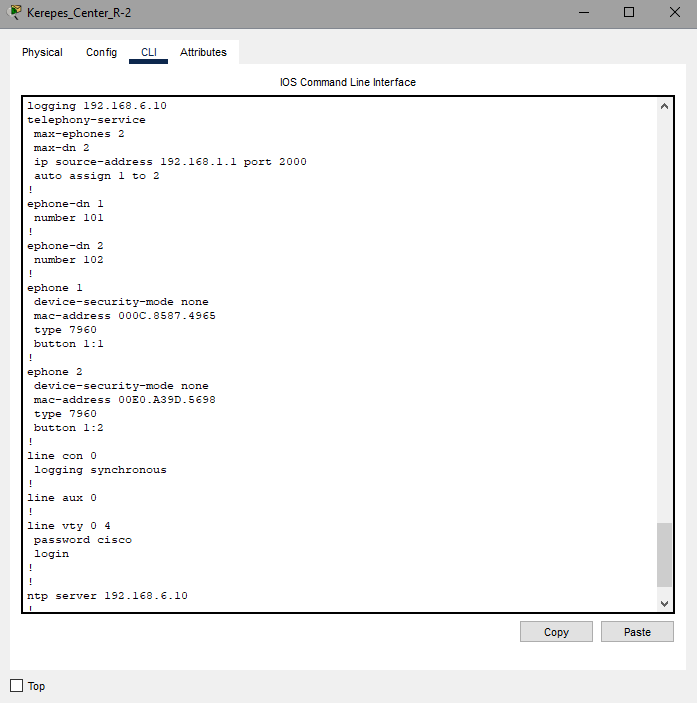 Kerepes_Center_R-2
Physical Config CLI Attributes
IOS Command Line Interface
logging 192.168.6.10
telephony-service
max-ephones 2
max-dn 2
ip source-address 192.168.1.1 port 2000
auto assign 1 to 2
!
ephone-dn 1
number 101
!
ephone-dn 2
number 102
!
ephone 1
device-security-mode none
mac-address 000C.8587.4965
type 7960
button 1:1
!
ephone 2
device-security-mode none
mac-address 00E0.A39D.5698
type 7960
button 1:2
!
line con 0
logging synchronous
!
line aux 0
!
line vty 0 4
password cisco
login
!
!
ntp server 192.168.6.10
!
Copy Paste
Top